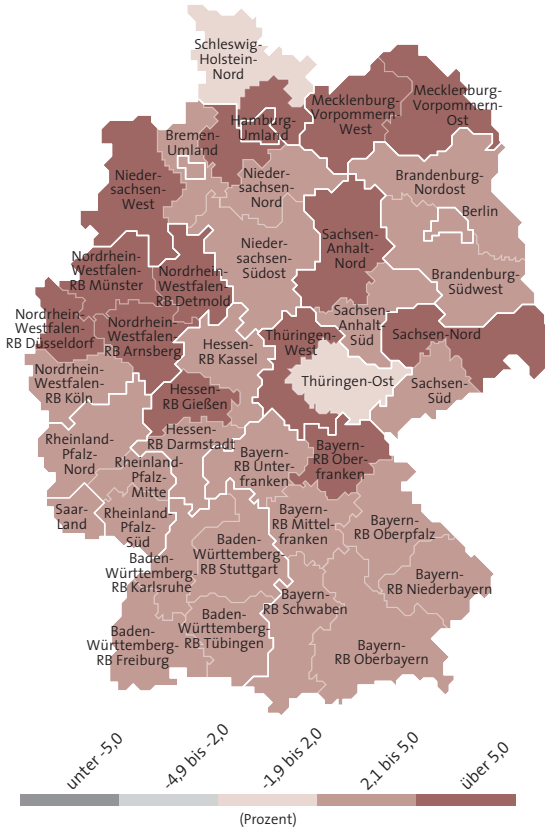 Schleswig-
Holstein-
Nord
Mecklenburg-
Vorpommern-
West
Mecklenburg-
Vorpommern-
Ost
Hamburg-
Umland
Bremen-
Umland
Nieder-
sachsen-
West
Nieder-
sachsen-
Nord
Brandenburg-
Nordost
Berlin
Sachsen-
Anhalt-
Nord
Nieder-
sachsen-
Südost
Nordrhein-
Westfalen-
RB Münster
Nordrhein-
Westfalen-
RB Detmold
Brandenburg-
Südwest
Nordrhein-
Westfalen-
RB Düsseldorf
Nordrhein-
Westfalen-
RB Arnsberg
Sachsen-
Anhalt-
Süd
Sachsen-Nord
Thüringen-
West
Hessen-
RB Kassel
Nordrhein-
Westfalen-
RB Köln
Thüringen-Ost
Sachsen-
Süd
Hessen-
RB Gießen
Hessen-
RB Darmstadt
Rheinland-
Pfalz-
Nord
Bayern-
RB Unter-
franken
Bayern-
RB Ober-
franken
Rheinland-
Pfalz-
Mitte
Saar-
Land
Rheinland-
Pfalz-
Süd
Bayern-
RB Mittel-
franken
Bayern-
RB Oberpfalz
Baden-
Württemberg-
RB Stuttgart
Baden-
Württemberg-
RB Karlsruhe
Bayern-
RB Niederbayern
Bayern-
RB Schwaben
Baden-
Württemberg-
RB Tübingen
Baden-
Württemberg-
RB Freiburg
Bayern-
RB Oberbayern
unter -5,0
-4,9 bis -2,0
-1,9 bis 2,0
2,1 bis 5,0
über 5,0
(Prozent)